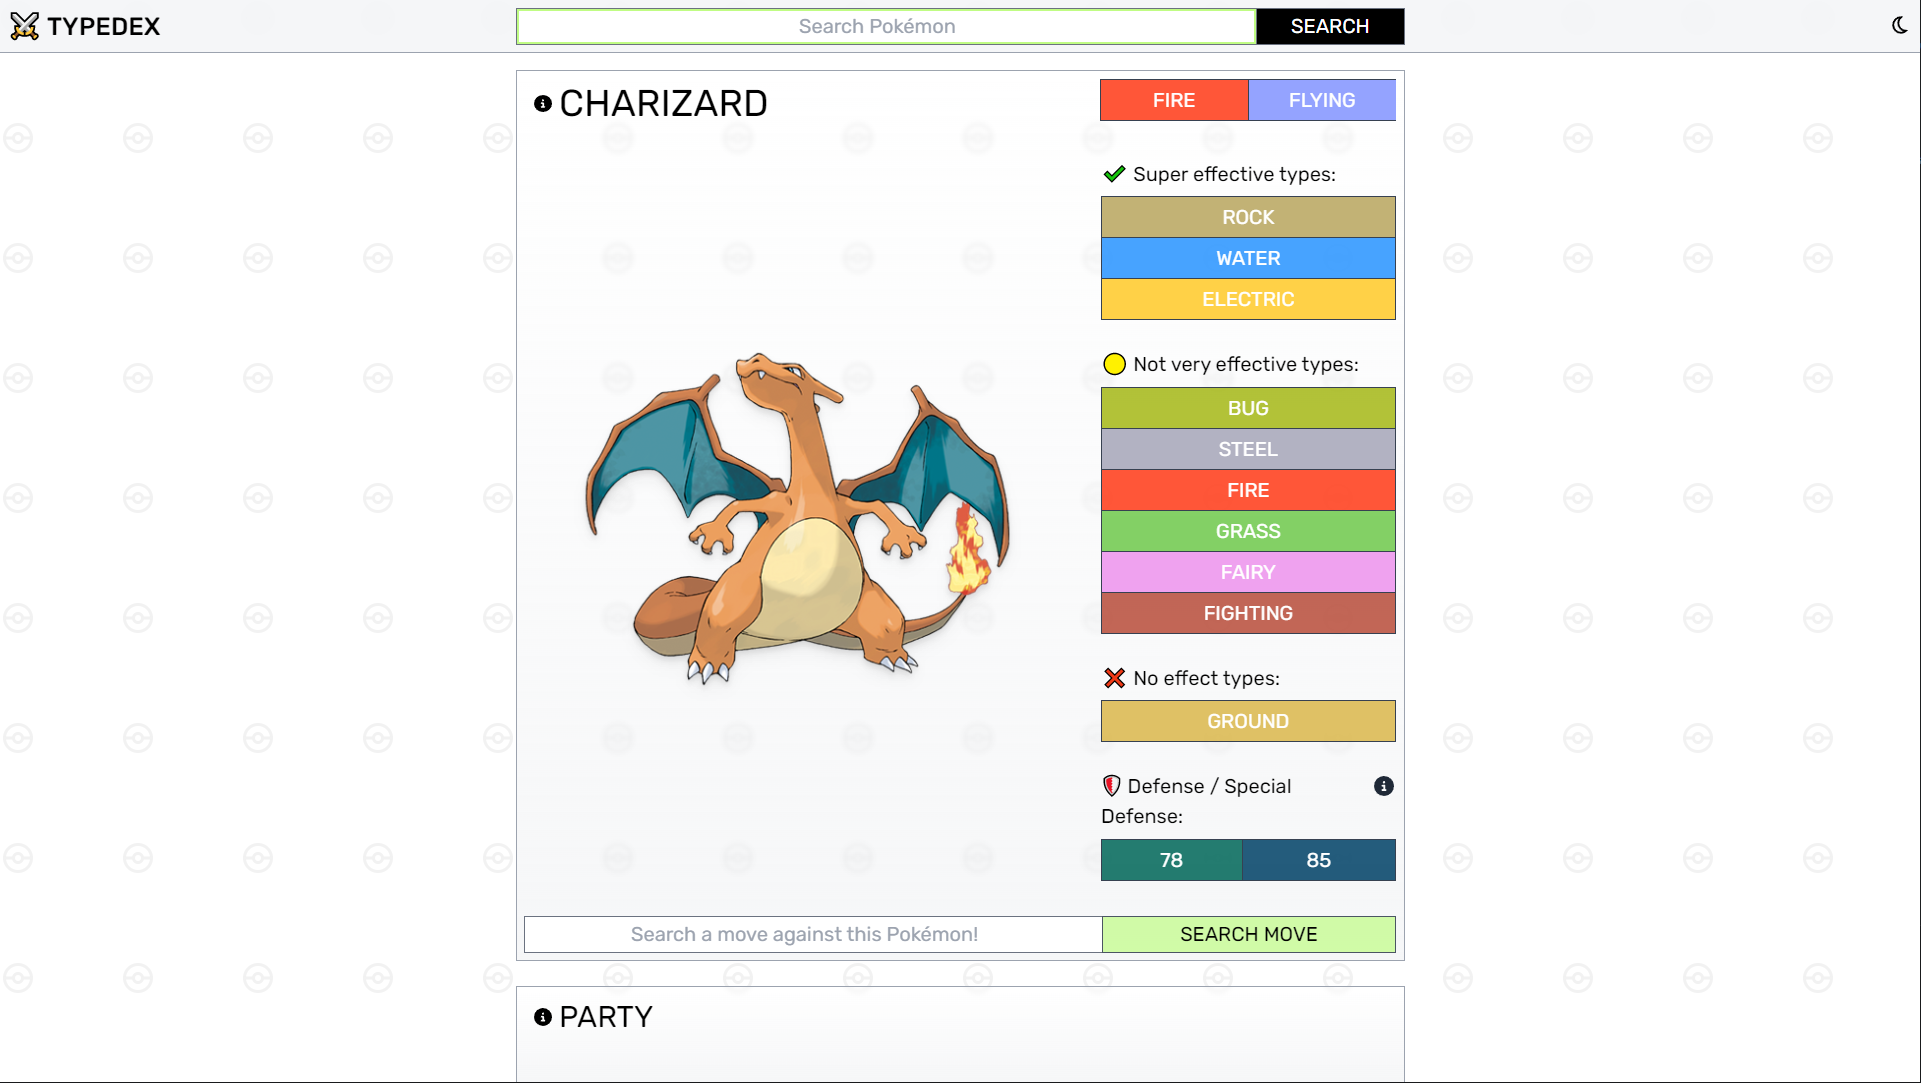 TYPEDEX
Search Pokémon
SEARCH
CHARIZARD
FIRE
FLYING
Super effective types:
ROCK
WATER
ELECTRIC
Not very effective types:
BUG
STEEL
FIRE
GRASS
FAIRY
FIGHTING
No effect types:
GROUND
Defense / Special
Defense:
78
85
Search a move against this Pokémon!
SEARCH MOVE
PARTY